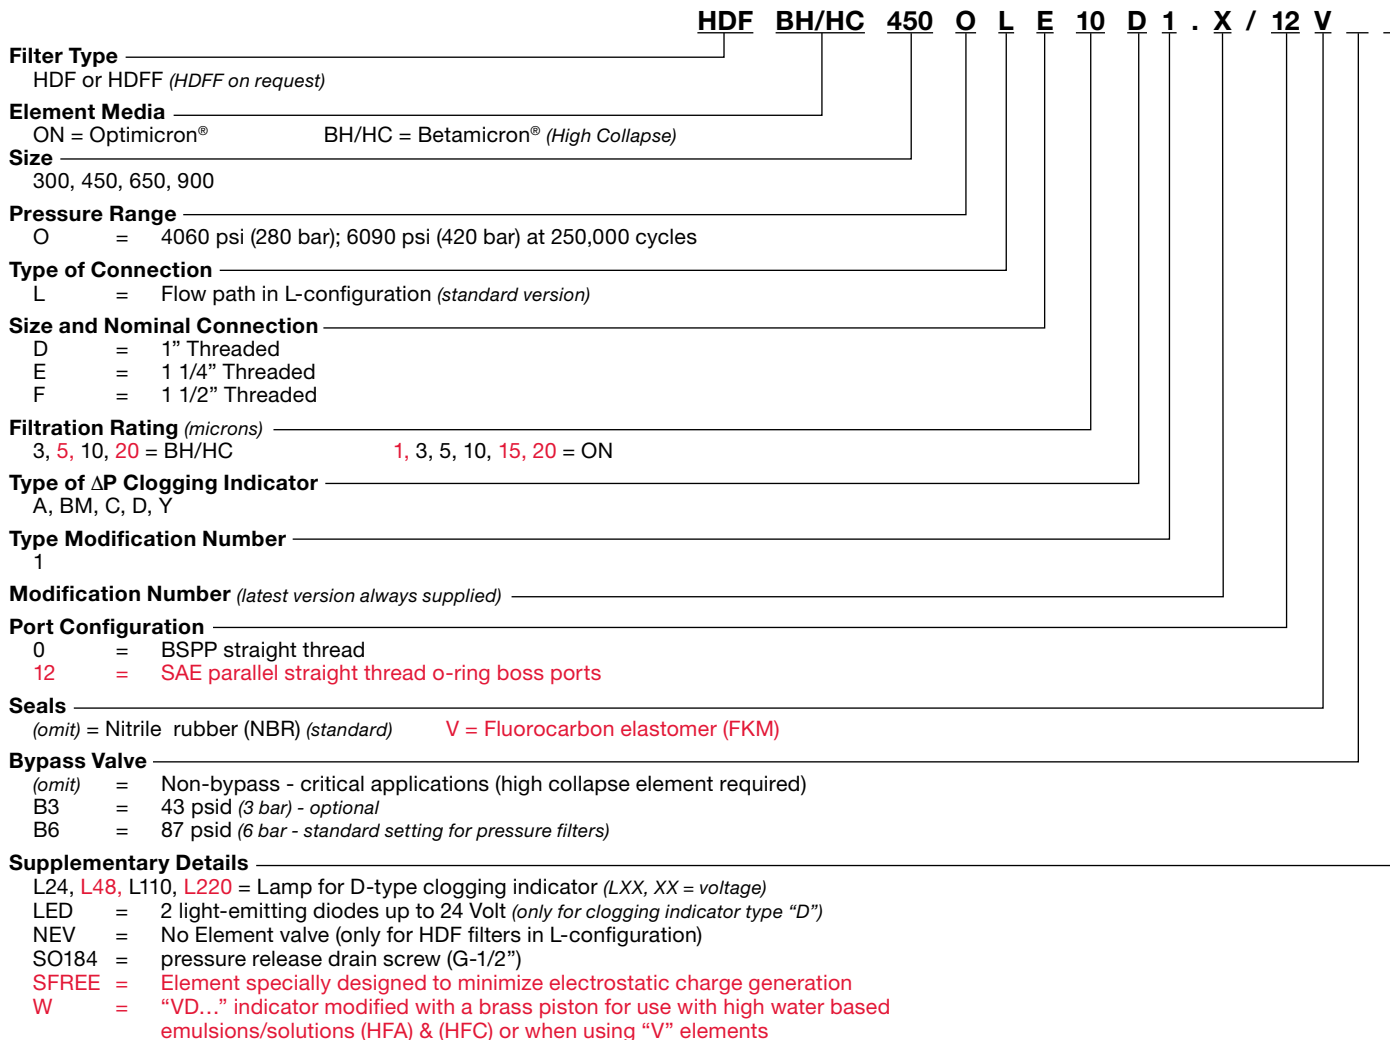 HDF BH/HC 450 O L E 10 D 1 . X / 12 V _ _
Filter Type
HDF or HDFF (HDFF on request)
Element Media
ON = Optimicron® BH/HC = Betamicron® (High Collapse)
Size
300, 450, 650, 900
Pressure Range
O = 4060 psi (280 bar); 6090 psi (420 bar) at 250,000 cycles
Type of Connection
L = Flow path in L-configuration (standard version)
Size and Nominal Connection
D = 1” Threaded
E = 1 1/4” Threaded
F = 1 1/2” Threaded
Filtration Rating (microns)
3, 5, 10, 20 = BH/HC 1, 3, 5, 10, 15, 20 = ON
Type of ΔP Clogging Indicator
A, BM, C, D, Y
Type Modification Number
1
Modification Number (latest version always supplied)
Port Configuration
0 = BSPP straight thread
12 = SAE parallel straight thread o-ring boss ports
Seals
(omit) = Nitrile rubber (NBR) (standard) V = Fluorocarbon elastomer (FKM)
Bypass Valve
(omit) = Non-bypass - critical applications (high collapse element required)
B3 = 43 psid (3 bar) - optional
B6 = 87 psid (6 bar - standard setting for pressure filters)
Supplementary Details
L24, L48, L110, L220 = Lamp for D-type clogging indicator (LXX, XX = voltage)
LED = 2 light-emitting diodes up to 24 Volt (only for clogging indicator type “D”)
NEV = No Element valve (only for HDF filters in L-configuration)
SO184 = pressure release drain screw (G-1/2”)
SFREE = Element specially designed to minimize electrostatic charge generation
W = “VD…” indicator modified with a brass piston for use with high water based
emulsions/solutions (HFA) & (HFC) or when using “V” elements